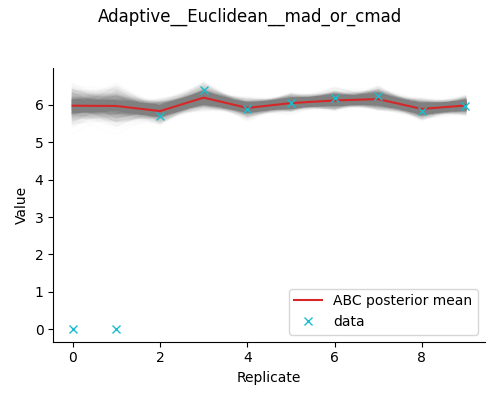 Adaptive__Euclidean__mad_or_cmad
6
5
4
3
2
1
0
Value
0 2 4 6 8
Replicate
ABC posterior mean
data